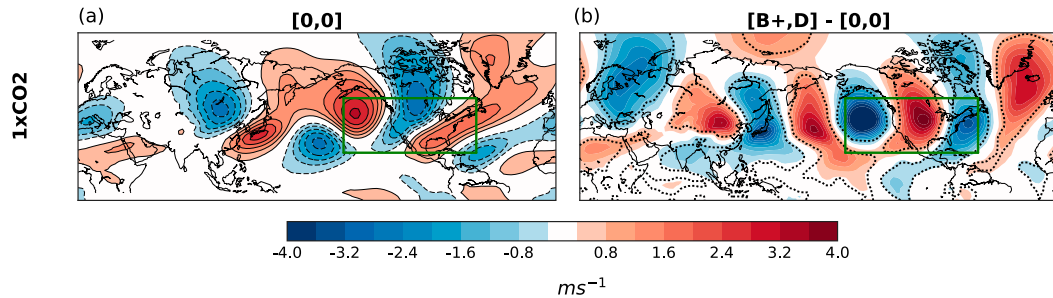 (a)
[0,0]
(b)
[B+,D] - [0,0]
1xCO2
-4.0 -3.2 -2.4 -1.6 -0.8 0.8 1.6 2.4 3.2 4.0
ms⁻¹